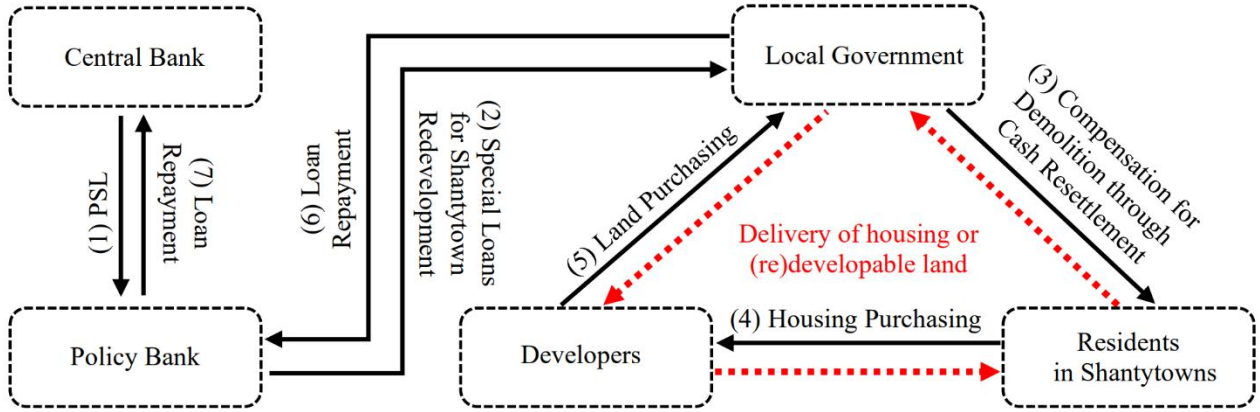 Central Bank
Local Government
(1) PSL
(7) Loan
Repayment
(6) Loan
Repayment
(2) Special Loans
for Shantytown
Redevelopment
(5) Land Purchasing
(3) Compensation for
Demolition through
Cash Resettlement
Delivery of housing or
(re)developable land
(4) Housing Purchasing
Policy Bank
Developers
Residents
in Shantytowns